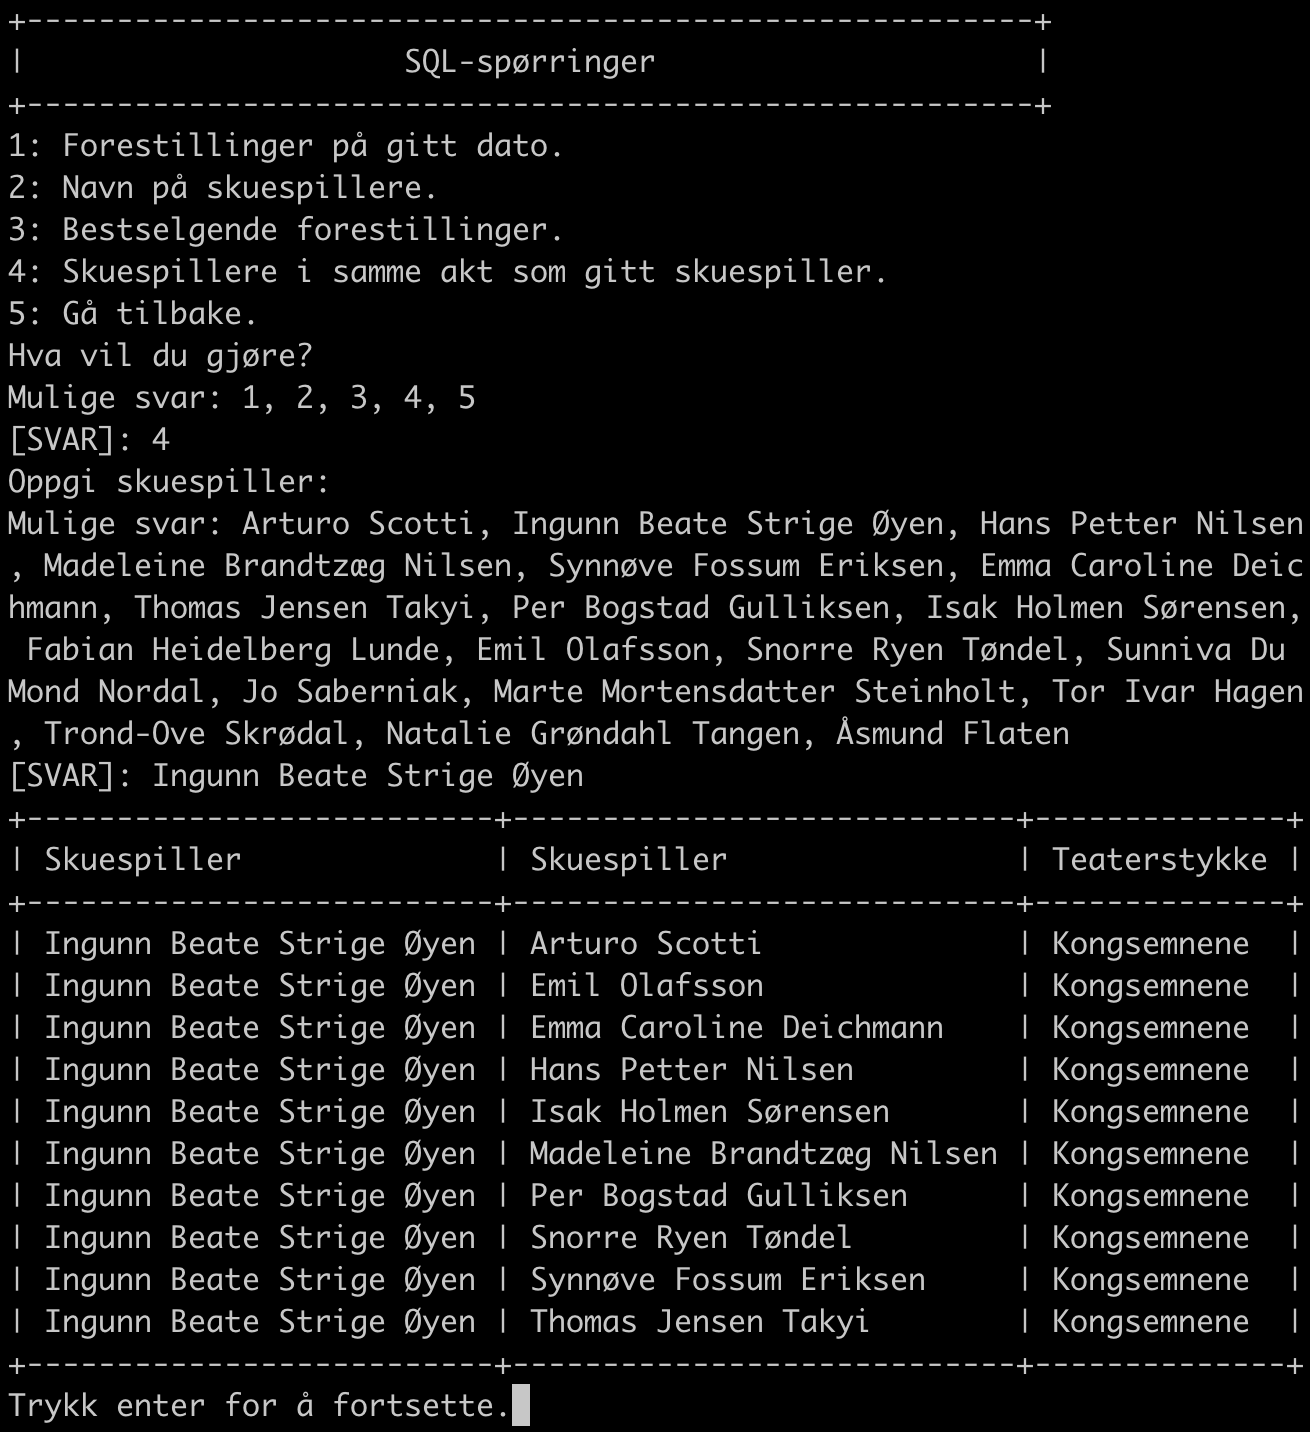 +--------------------------------------------------------+
|                     SQL-spørringer                     |
+--------------------------------------------------------+
1: Forestillinger på gitt dato.
2: Navn på skuespillere.
3: Bestselgende forestillinger.
4: Skuespillere i samme akt som gitt skuespiller.
5: Gå tilbake.
Hva vil du gjøre?
Mulige svar: 1, 2, 3, 4, 5
[SVAR]: 4
Oppgi skuespiller:
Mulige svar: Arturo Scotti, Ingunn Beate Strige Øyen, Hans Petter Nilsen
, Madeleine Brandtzæg Nilsen, Synnøve Fossum Eriksen, Emma Caroline Deic
hmann, Thomas Jensen Takyi, Per Bogstad Gulliksen, Isak Holmen Sørensen,
 Fabian Heidelberg Lunde, Emil Olafsson, Snorre Ryen Tøndel, Sunniva Du
Mond Nordal, Jo Saberniak, Marte Mortensdatter Steinholt, Tor Ivar Hagen
, Trond-Ove Skrødal, Natalie Grøndahl Tangen, Åsmund Flaten
[SVAR]: Ingunn Beate Strige Øyen
+--------------------------+----------------------------+--------------+
| Skuespiller              | Skuespiller                | Teaterstykke |
+--------------------------+----------------------------+--------------+
| Ingunn Beate Strige Øyen | Arturo Scotti              | Kongsemnene  |
| Ingunn Beate Strige Øyen | Emil Olafsson              | Kongsemnene  |
| Ingunn Beate Strige Øyen | Emma Caroline Deichmann    | Kongsemnene  |
| Ingunn Beate Strige Øyen | Hans Petter Nilsen         | Kongsemnene  |
| Ingunn Beate Strige Øyen | Isak Holmen Sørensen       | Kongsemnene  |
| Ingunn Beate Strige Øyen | Madeleine Brandtzæg Nilsen | Kongsemnene  |
| Ingunn Beate Strige Øyen | Per Bogstad Gulliksen      | Kongsemnene  |
| Ingunn Beate Strige Øyen | Snorre Ryen Tøndel         | Kongsemnene  |
| Ingunn Beate Strige Øyen | Synnøve Fossum Eriksen     | Kongsemnene  |
| Ingunn Beate Strige Øyen | Thomas Jensen Takyi        | Kongsemnene  |
+--------------------------+----------------------------+--------------+
Trykk enter for å fortsette.